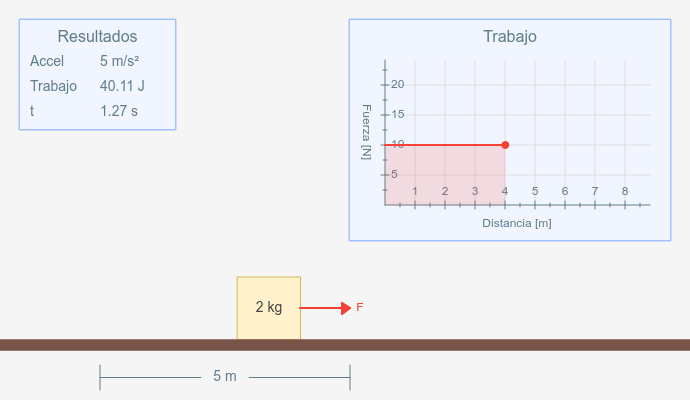 Resultados
Accel 5 m/s²
Trabajo 40.11 J
t 1.27 s
Trabajo
Fuerza [N]
20
15
10
5
1 2 3 4 5 6 7 8
Distancia [m]
2 kg
F
5 m